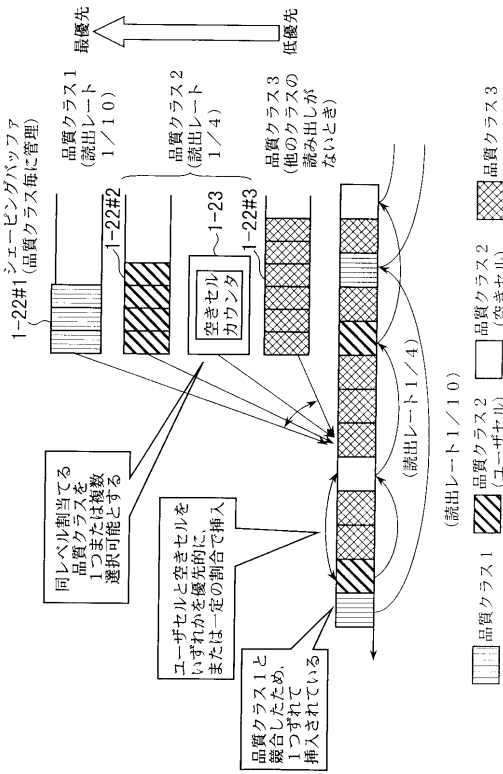 最優先
低優先
1-22#1
シェーピングバッファ
(品質クラス毎に管理)
品質クラス1
(読出レート
1/10)
1-22#2
品質クラス2
(読出レート
1/4)
1-23
空きセル
カウンタ
1-22#3
品質クラス3
(他のクラスの
読み出しが
ないとき)
同レベル割当てる
品質クラスを
1つまたは複数
選択可能とする
ユーザセルと空きセルを
いずれかを優先的に、
または一定の割合で挿入
品質クラス1と
競合したため、
1つずれて
挿入されている
(読出レート1/4)
(読出レート1/10)
品質クラス1
品質クラス2
(ユーザセル)
品質クラス2
(空きセル)
品質クラス3